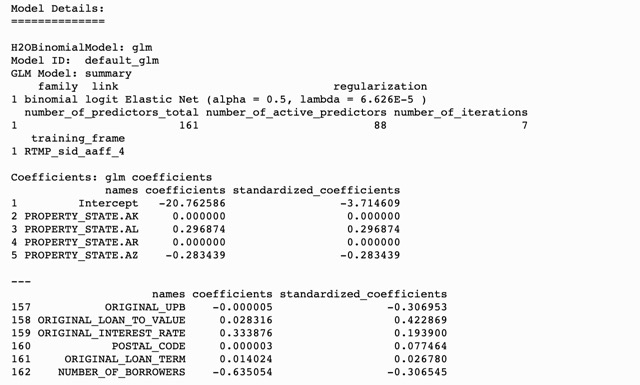 Model Details:
==============
H2OBinomialModel: glm
Model ID:  default_glm
GLM Model: summary
    family  link                                regularization
1 binomial logit Elastic Net (alpha = 0.5, lambda = 6.626E-5 )
  number_of_predictors_total number_of_active_predictors number_of_iterations
1                        161                          88                    7
   training_frame
1 RTMP_sid_aaff_4
Coefficients: glm coefficients
              names coefficients standardized_coefficients
1         Intercept   -20.762586                 -3.714609
2 PROPERTY_STATE.AK     0.000000                  0.000000
3 PROPERTY_STATE.AL     0.296874                  0.296874
4 PROPERTY_STATE.AR     0.000000                  0.000000
5 PROPERTY_STATE.AZ    -0.283439                 -0.283439
---
                     names coefficients standardized_coefficients
157           ORIGINAL_UPB    -0.000005                 -0.306953
158 ORIGINAL_LOAN_TO_VALUE     0.028316                  0.422869
159 ORIGINAL_INTEREST_RATE     0.333876                  0.193900
160            POSTAL_CODE     0.000003                  0.077464
161     ORIGINAL_LOAN_TERM     0.014024                  0.026780
162    NUMBER_OF_BORROWERS    -0.635054                 -0.306545